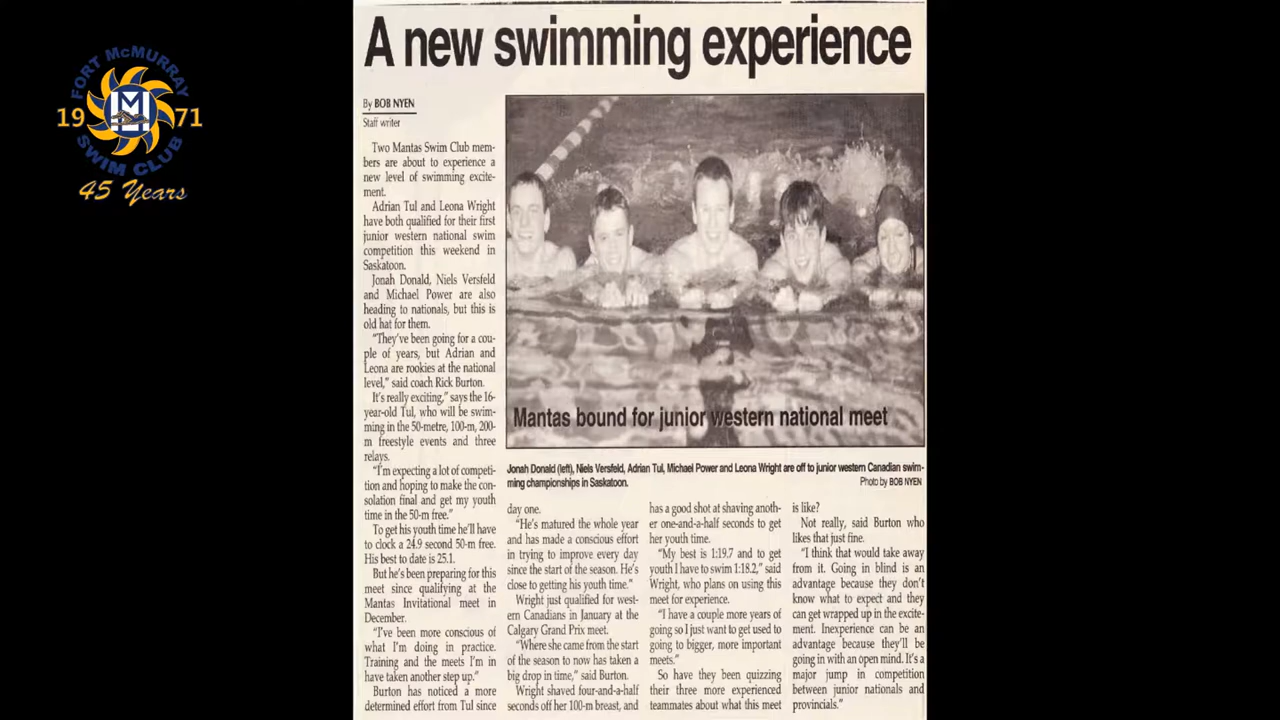 FORT McMURRAY
1971
SWIM CLUB
45 Years
A new swimming experience
By BOB NYEN
Staff writer
Two Mantas Swim Club mem-
bers are about to experience a
new level of swimming excite-
ment.
Adrian Tul and Leona Wright
have both qualified for their first
junior western national swim
competition this weekend in
Saskatoon.
Jonah Donald, Niels Versfeld
and Michael Power are also
heading to nationals, but this is
old hat for them.
"They've been going for a cou-
ple of years, but Adrian and
Leona are rookies at the national
level," said coach Rick Burton.
It's really exciting," says the 16-
year-old Tul, who will be swim-
ming in the 50-metre, 100-m, 200-
m freestyle events and three
relays.
"I'm expecting a lot of competi-
tion and hoping to make the con-
solation final and get my youth
time in the 50-m free."
To get his youth time he'll have
to clock a 24.9 second 50-m free.
His best to date is 25.1.
But he's been preparing for this
meet since qualifying at the
Mantas Invitational meet in
December.
"I've been more conscious of
what I'm doing in practice.
Training and the meets I'm in
have taken another step up."
Burton has noticed a more
determined effort from Tul since
Mantas bound for junior western national meet
Jonah Donald (left), Niels Versfeld, Adrian Tul, Michael Power and Leona Wright are off to junior western Canadian swim-
ming championships in Saskatoon.
Photo by BOB NYEN
day one.
"He's matured the whole year
and has made a conscious effort
in trying to improve every day
since the start of the season. He's
close to getting his youth time."
Wright just qualified for west-
ern Canadians in January at the
Calgary Grand Prix meet.
"Where she came from the start
of the season to now has taken a
big drop in time," said Burton.
Wright shaved four-and-a-half
seconds off her 100-m breast, and
has a good shot at shaving anoth-
er one-and-a-half seconds to get
her youth time.
"My best is 1:19.7 and to get
youth I have to swim 1:18.2," said
Wright, who plans on using this
meet for experience.
"I have a couple more years of
going so I just want to get used to
going to bigger, more important
meets."
So have they been quizzing
their three more experienced
teammates about what this meet
is like?
Not really, said Burton who
likes that just fine.
"I think that would take away
from it. Going in blind is an
advantage because they don't
know what to expect and they
can get wrapped up in the excite-
ment. Inexperience can be an
advantage because they'll be
going in with an open mind. It's a
major jump in competition
between junior nationals and
provincials."